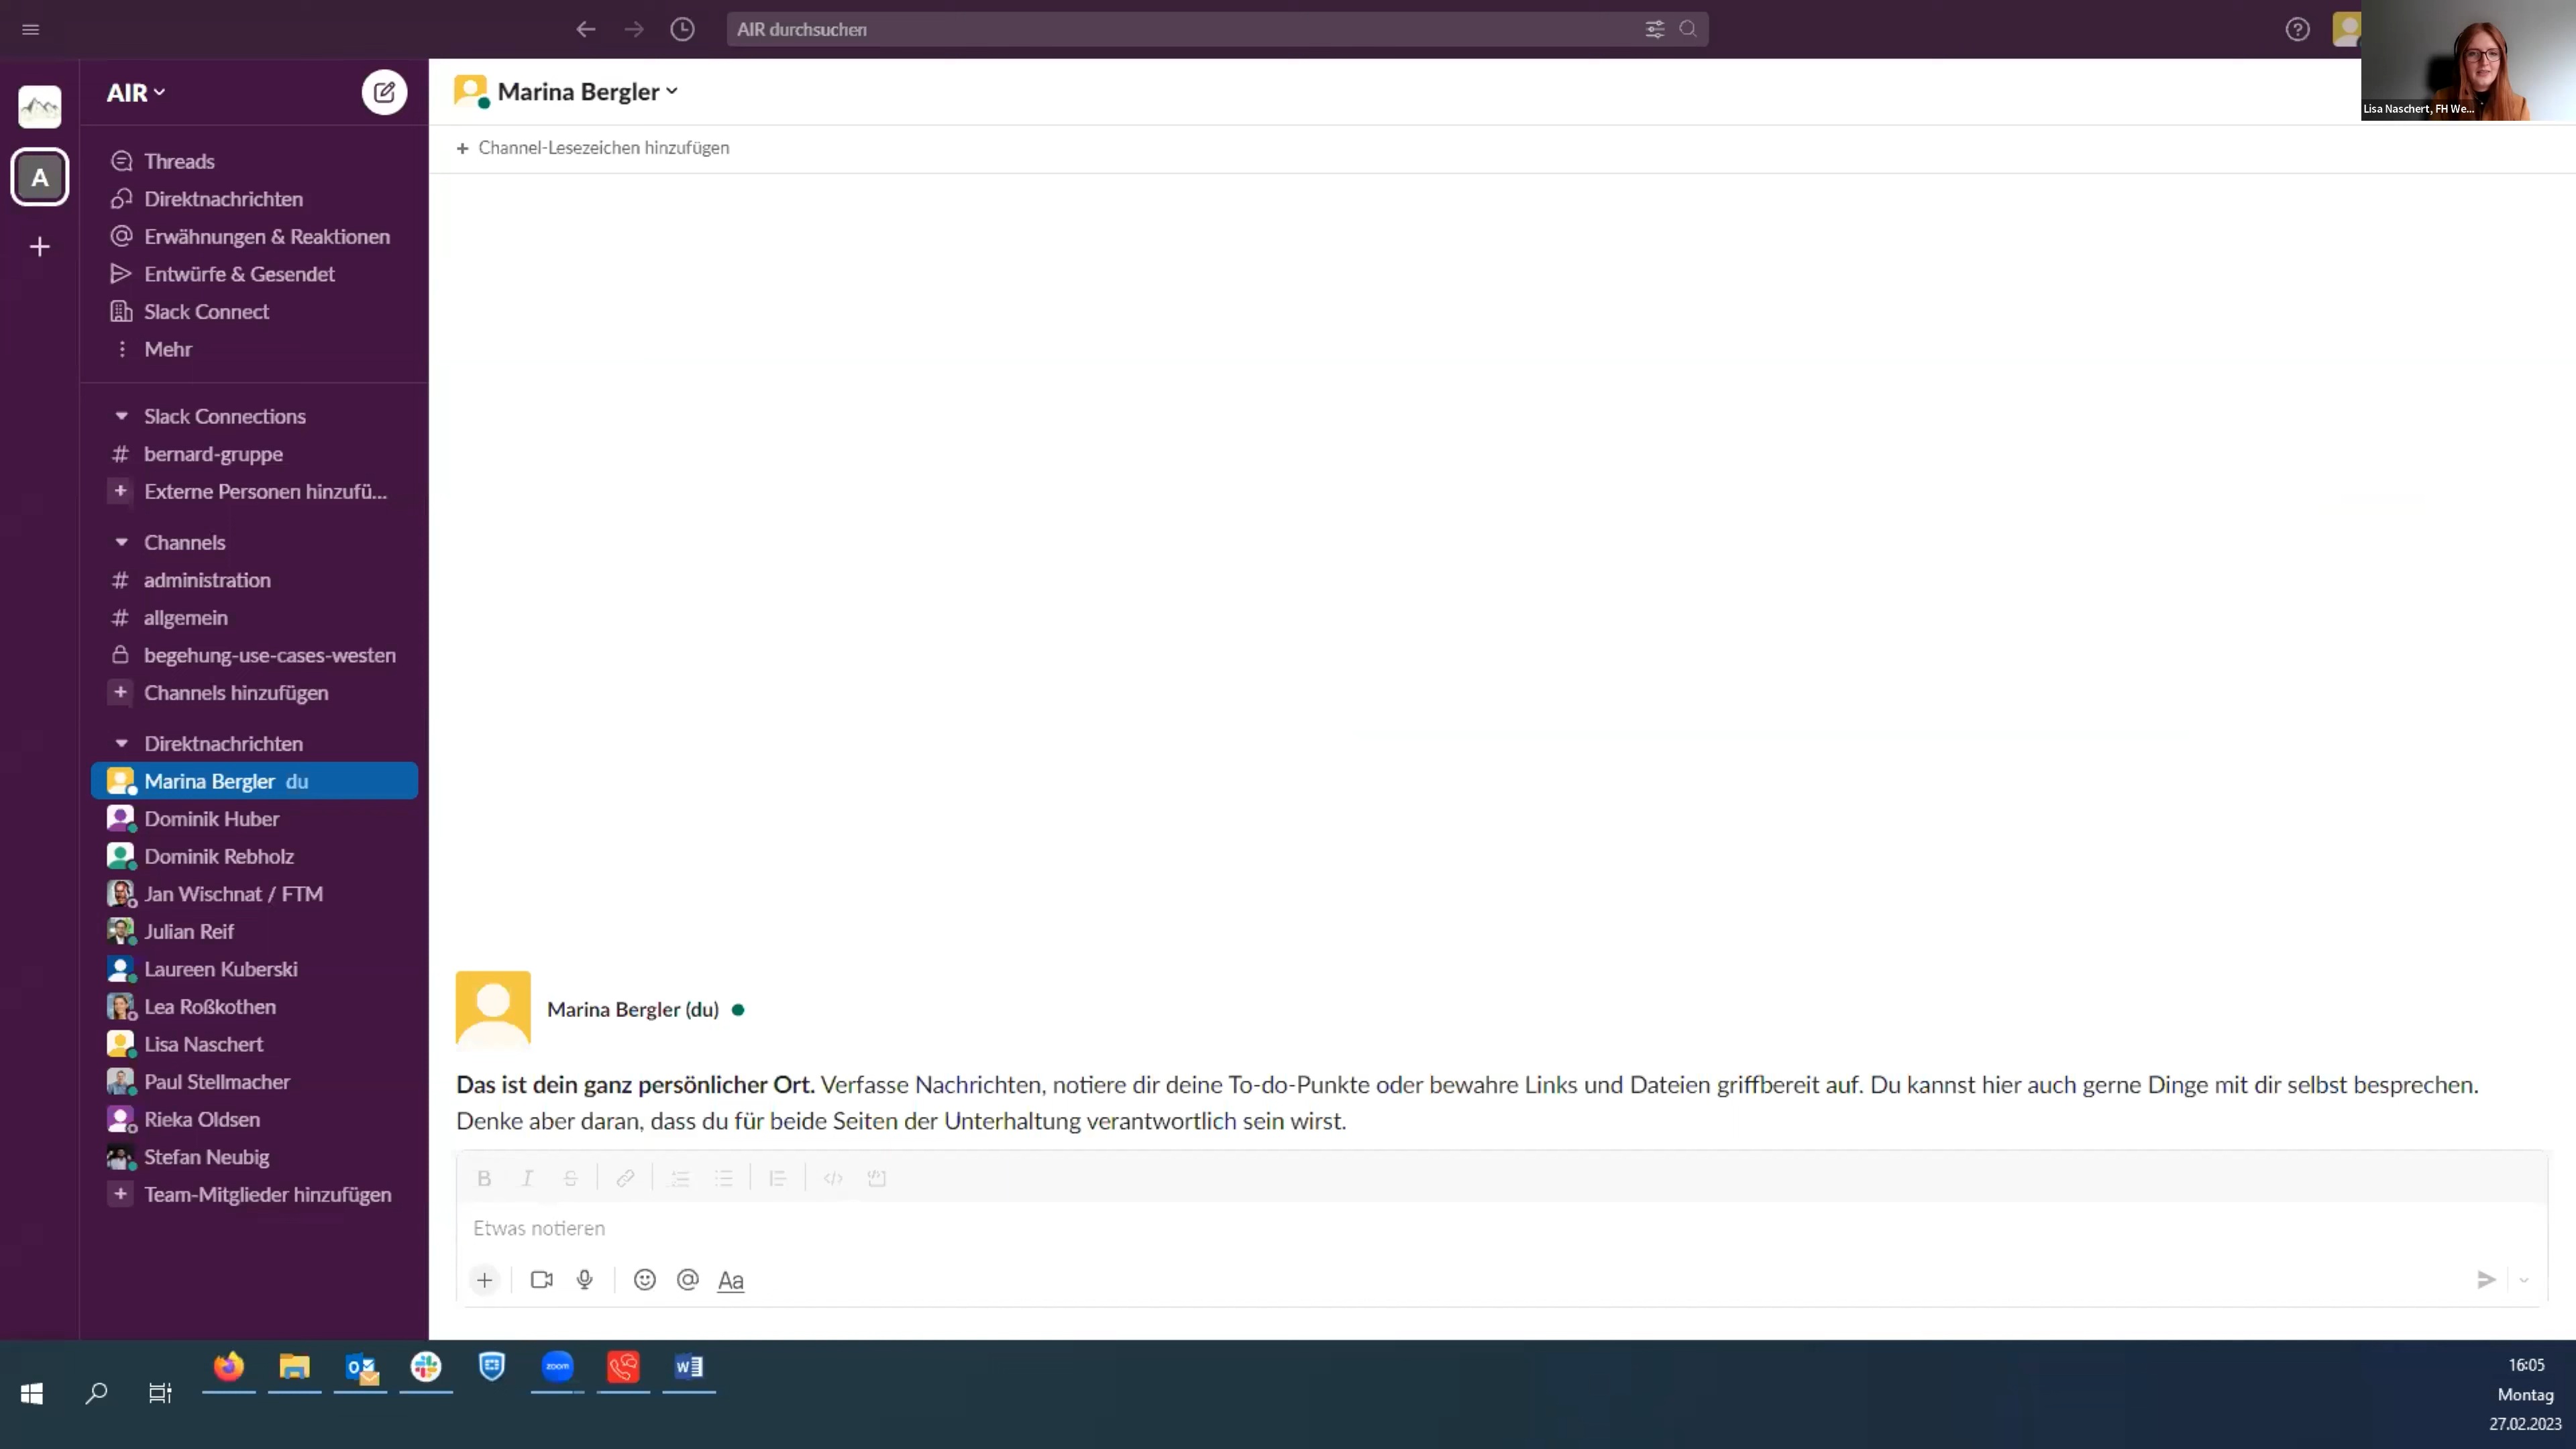 AIR durchsuchen
Lisa Naschert, FH We...
A
AIR
Threads
Direktnachrichten
Erwähnungen & Reaktionen
Entwürfe & Gesendet
Slack Connect
Mehr
Slack Connections
# bernard-gruppe
+ Externe Personen hinzufü...
Channels
# administration
# allgemein
begehung-use-cases-westen
+ Channels hinzufügen
Direktnachrichten
Marina Bergler du
Dominik Huber
Dominik Rebholz
Jan Wischnat / FTM
Julian Reif
Laureen Kuberski
Lea Roßkothen
Lisa Naschert
Paul Stellmacher
Rieka Oldsen
Stefan Neubig
+ Team-Mitglieder hinzufügen
Marina Bergler
+ Channel-Lesezeichen hinzufügen
Marina Bergler (du)
Das ist dein ganz persönlicher Ort. Verfasse Nachrichten, notiere dir deine To-do-Punkte oder bewahre Links und Dateien griffbereit auf. Du kannst hier auch gerne Dinge mit dir selbst besprechen.
Denke aber daran, dass du für beide Seiten der Unterhaltung verantwortlich sein wirst.
B I S
Etwas notieren
Aa
zoom
16:05
Montag
27.02.2023